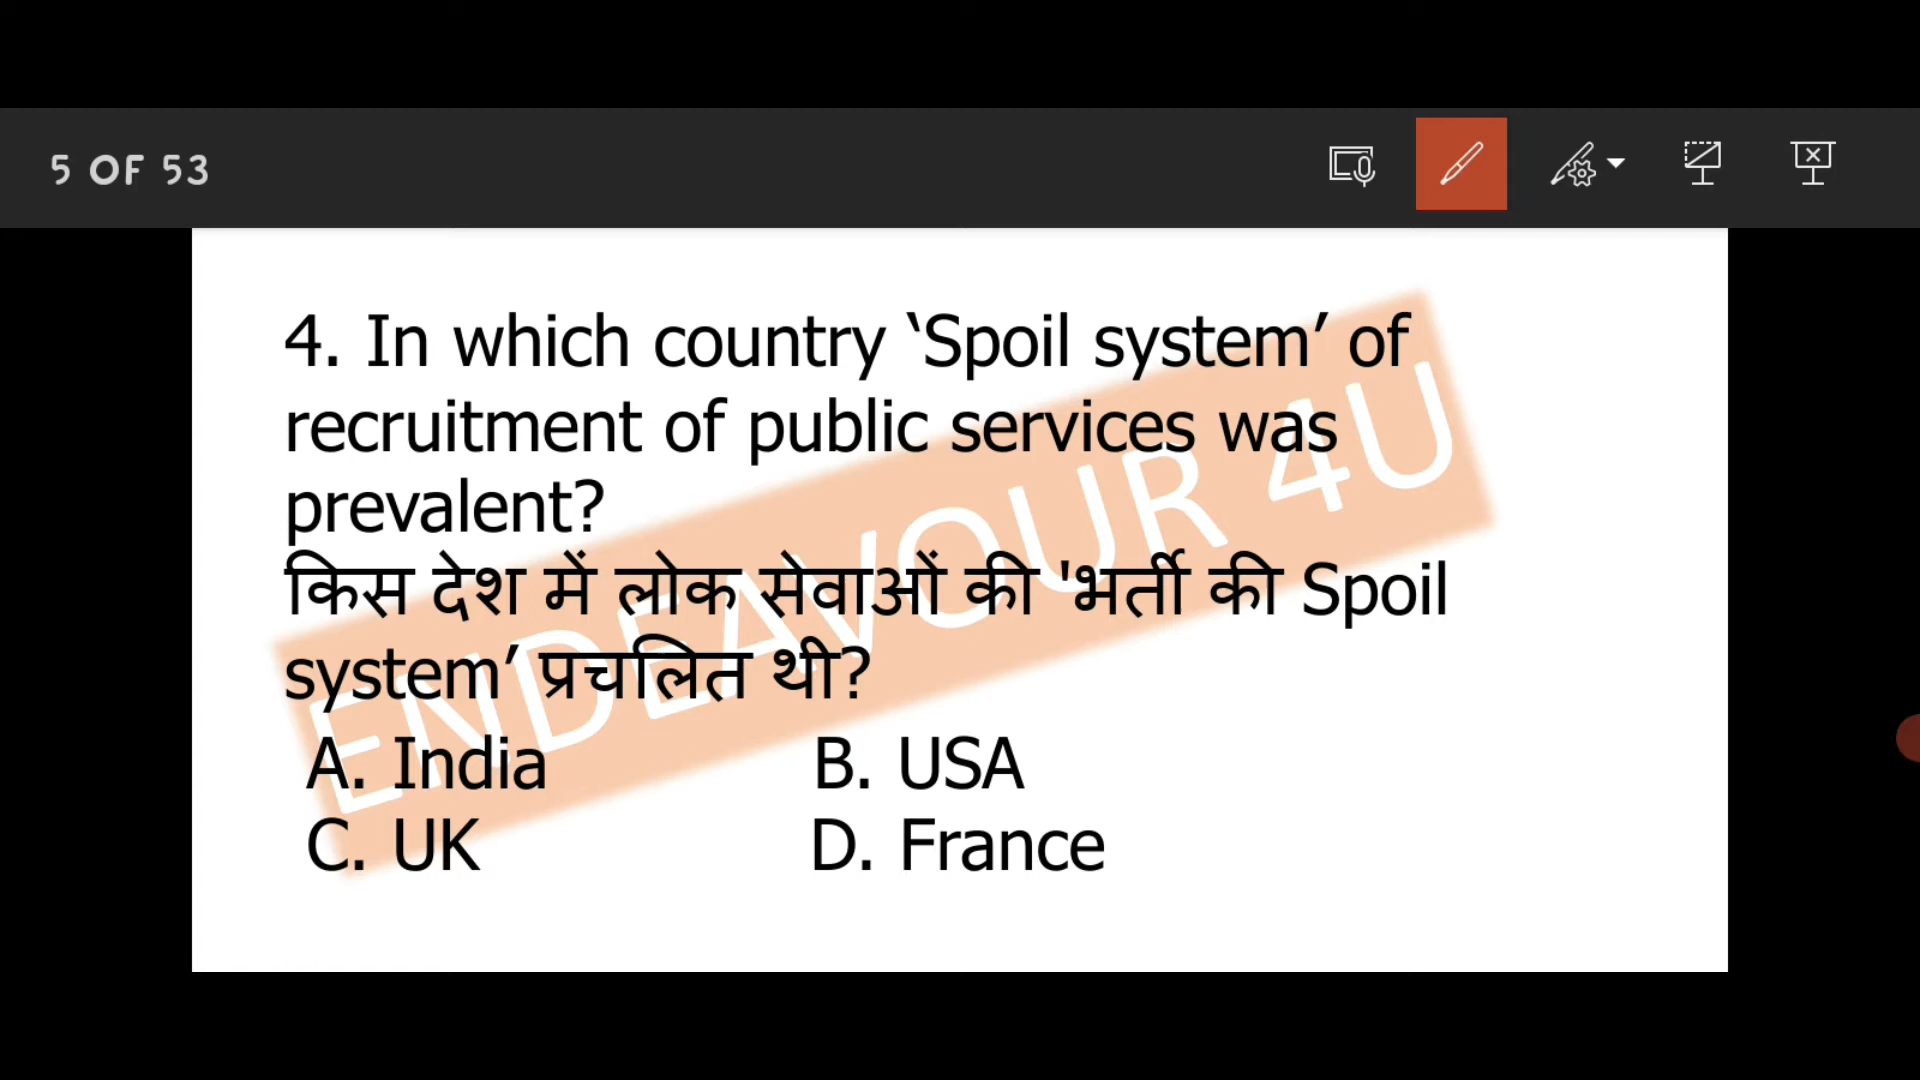 5 OF 53
4. In which country ‘Spoil system’ of
recruitment of public services was
prevalent?
किस देश में लोक सेवाओं की 'भर्ती की Spoil
system’ प्रचलित थी?
A. India B. USA
C. UK D. France
ENDEAVOUR 4U